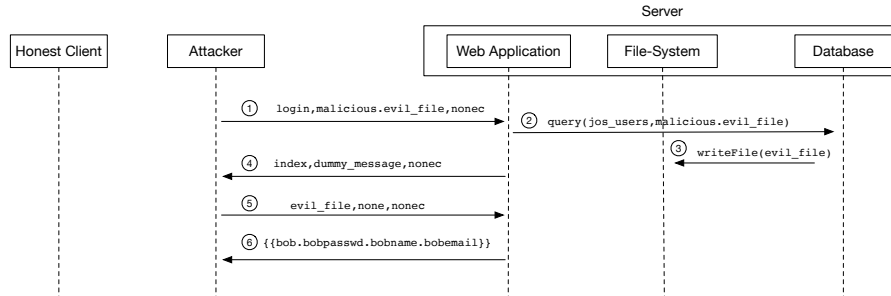 Server
Honest Client
Attacker
Web Application
File-System
Database
1 login,malicious.evil_file,nonec
2 query(jos_users,malicious.evil_file)
3 writeFile(evil_file)
4 index,dummy_message,nonec
5 evil_file,none,nonec
6 {{bob.bobpasswd.bobname.bobemail}}